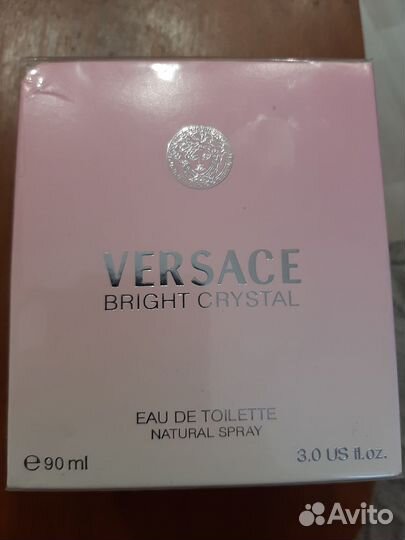 VERSACE
BRIGHT CRYSTAL
EAU DE TOILETTE
NATURAL SPRAY
℮ 90 ml
3.0 US fl.oz.
Avito